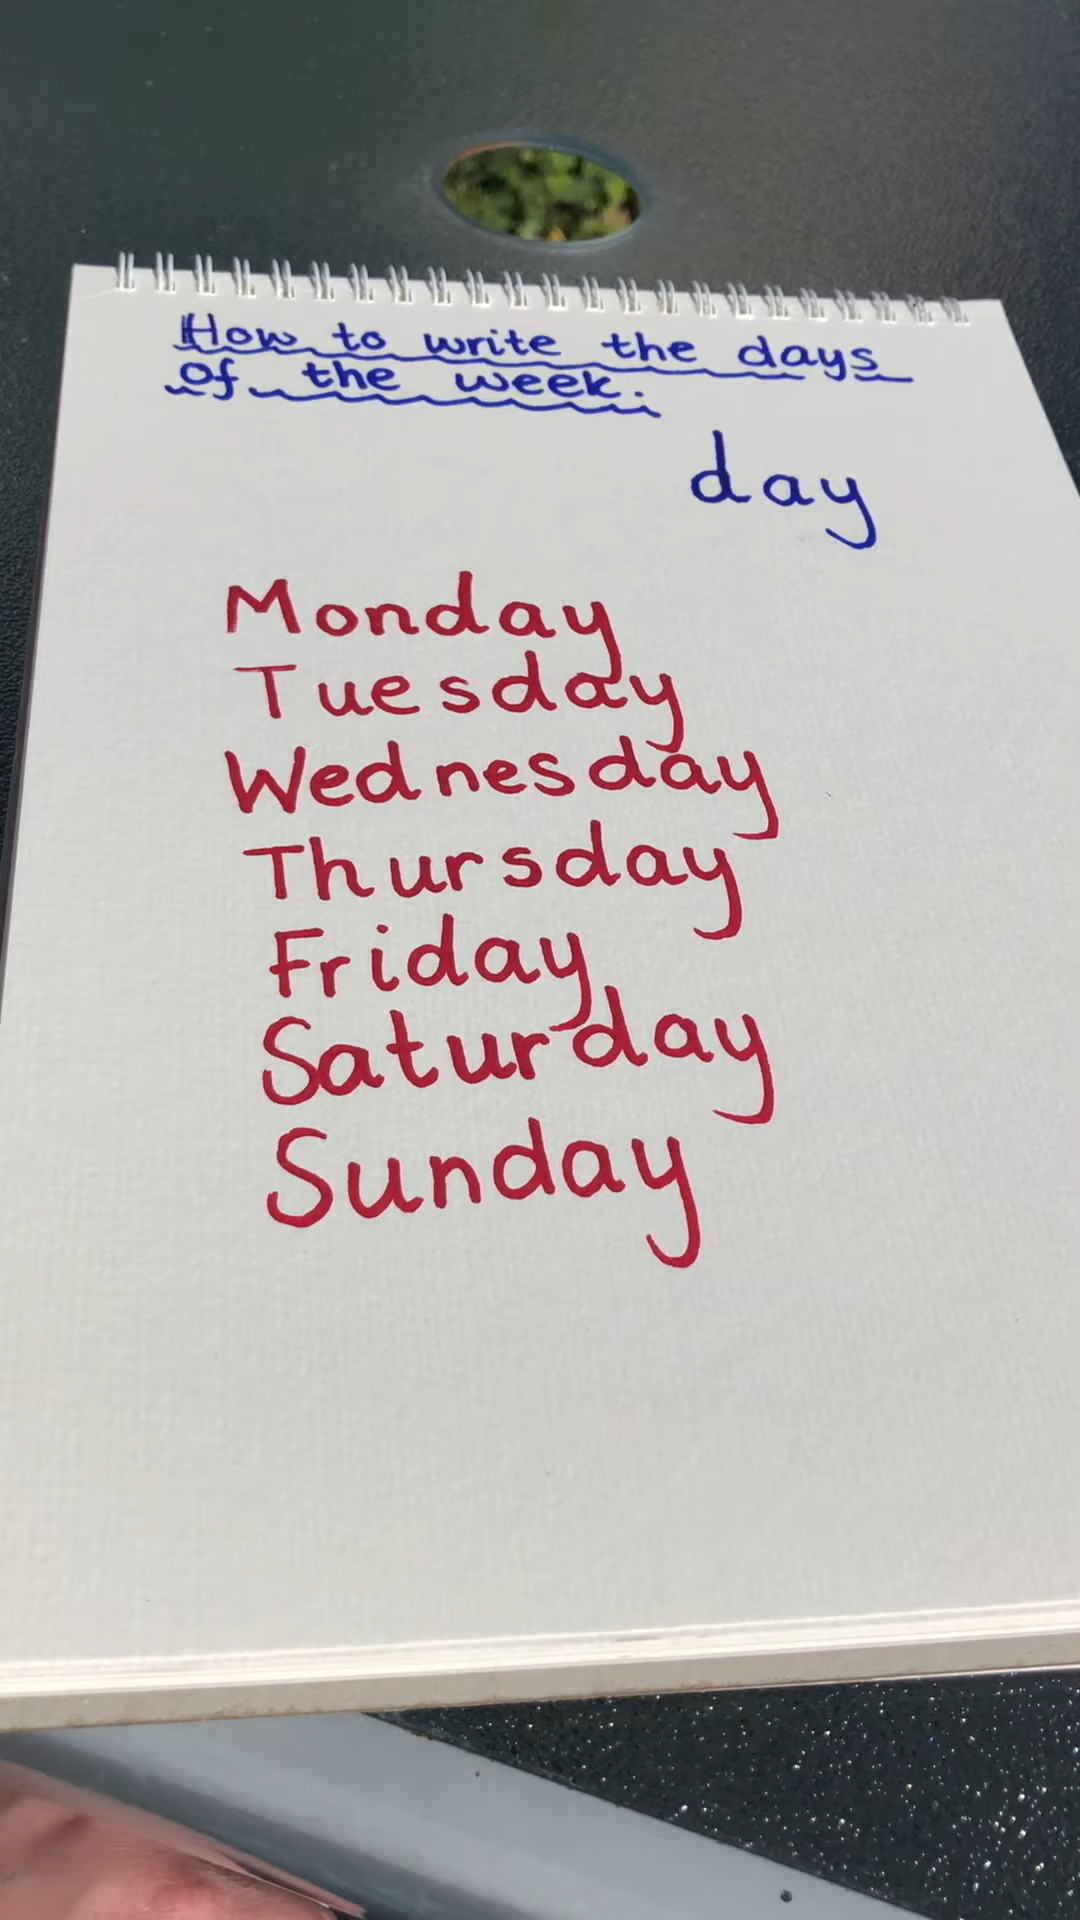 How to write the days
of the week.
day
Monday
Tuesday
Wednesday
Thursday
Friday
Saturday
Sunday